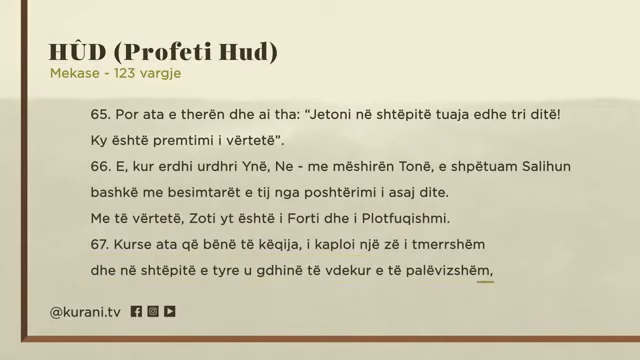 HÛD (Profeti Hud)
Mekase - 123 vargje
65. Por ata e therën dhe ai tha: “Jetoni në shtëpitë tuaja edhe tri ditë!
Ky është premtimi i vërtetë”.
66. E, kur erdhi urdhri Ynë, Ne - me mëshirën Tonë, e shpëtuam Salihun
bashkë me besimtarët e tij nga poshtërimi i asaj dite.
Me të vërtetë, Zoti yt është i Forti dhe i Plotfuqishmi.
67. Kurse ata që bënë të këqija, i kaploi një zë i tmerrshëm
dhe në shtëpitë e tyre u gdhinë të vdekur e të palëvizshëm,
@kurani.tv